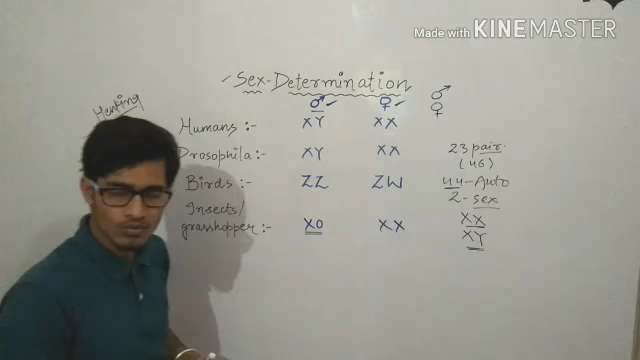 Made with KINEMASTER
Sex-Determination
♂ ♀
♂
♀
Humans :- XY XX
Drosophila :- XY XX
Birds :- ZZ ZW
Insects/
grasshopper :- XO XX
23 pair.
(46)
44-Auto
2-sex
XX
XY